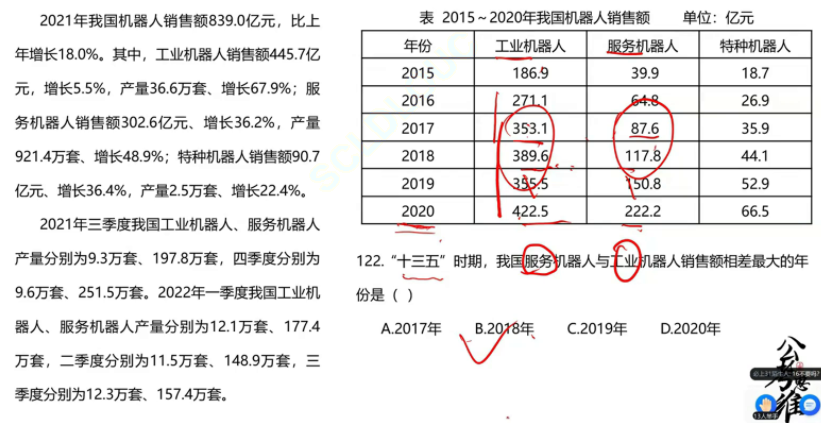 2021年我国机器人销售额839.0亿元，比上
年增长18.0%。其中，工业机器人销售额445.7亿
元，增长5.5%，产量36.6万套、增长67.9%；服
务机器人销售额302.6亿元、增长36.2%，产量
921.4万套、增长48.9%；特种机器人销售额90.7
亿元、增长36.4%，产量2.5万套、增长22.4%。
2021年三季度我国工业机器人、服务机器人
产量分别为9.3万套、197.8万套，四季度分别为
9.6万套、251.5万套。2022年一季度我国工业机
器人、服务机器人产量分别为12.1万套、177.4
万套，二季度分别为11.5万套、148.9万套，三
季度分别为12.3万套、157.4万套。
表 2015～2020年我国机器人销售额 单位：亿元
年份 工业机器人 服务机器人 特种机器人
2015 186.9 39.9 18.7
2016 271.1 64.8 26.9
2017 353.1 87.6 35.9
2018 389.6 117.8 44.1
2019 355.5 150.8 52.9
2020 422.5 222.2 66.5
122."十三五"时期，我国服务机器人与工业机器人销售额相差最大的年
份是（ ）
A.2017年 B.2018年 C.2019年 D.2020年